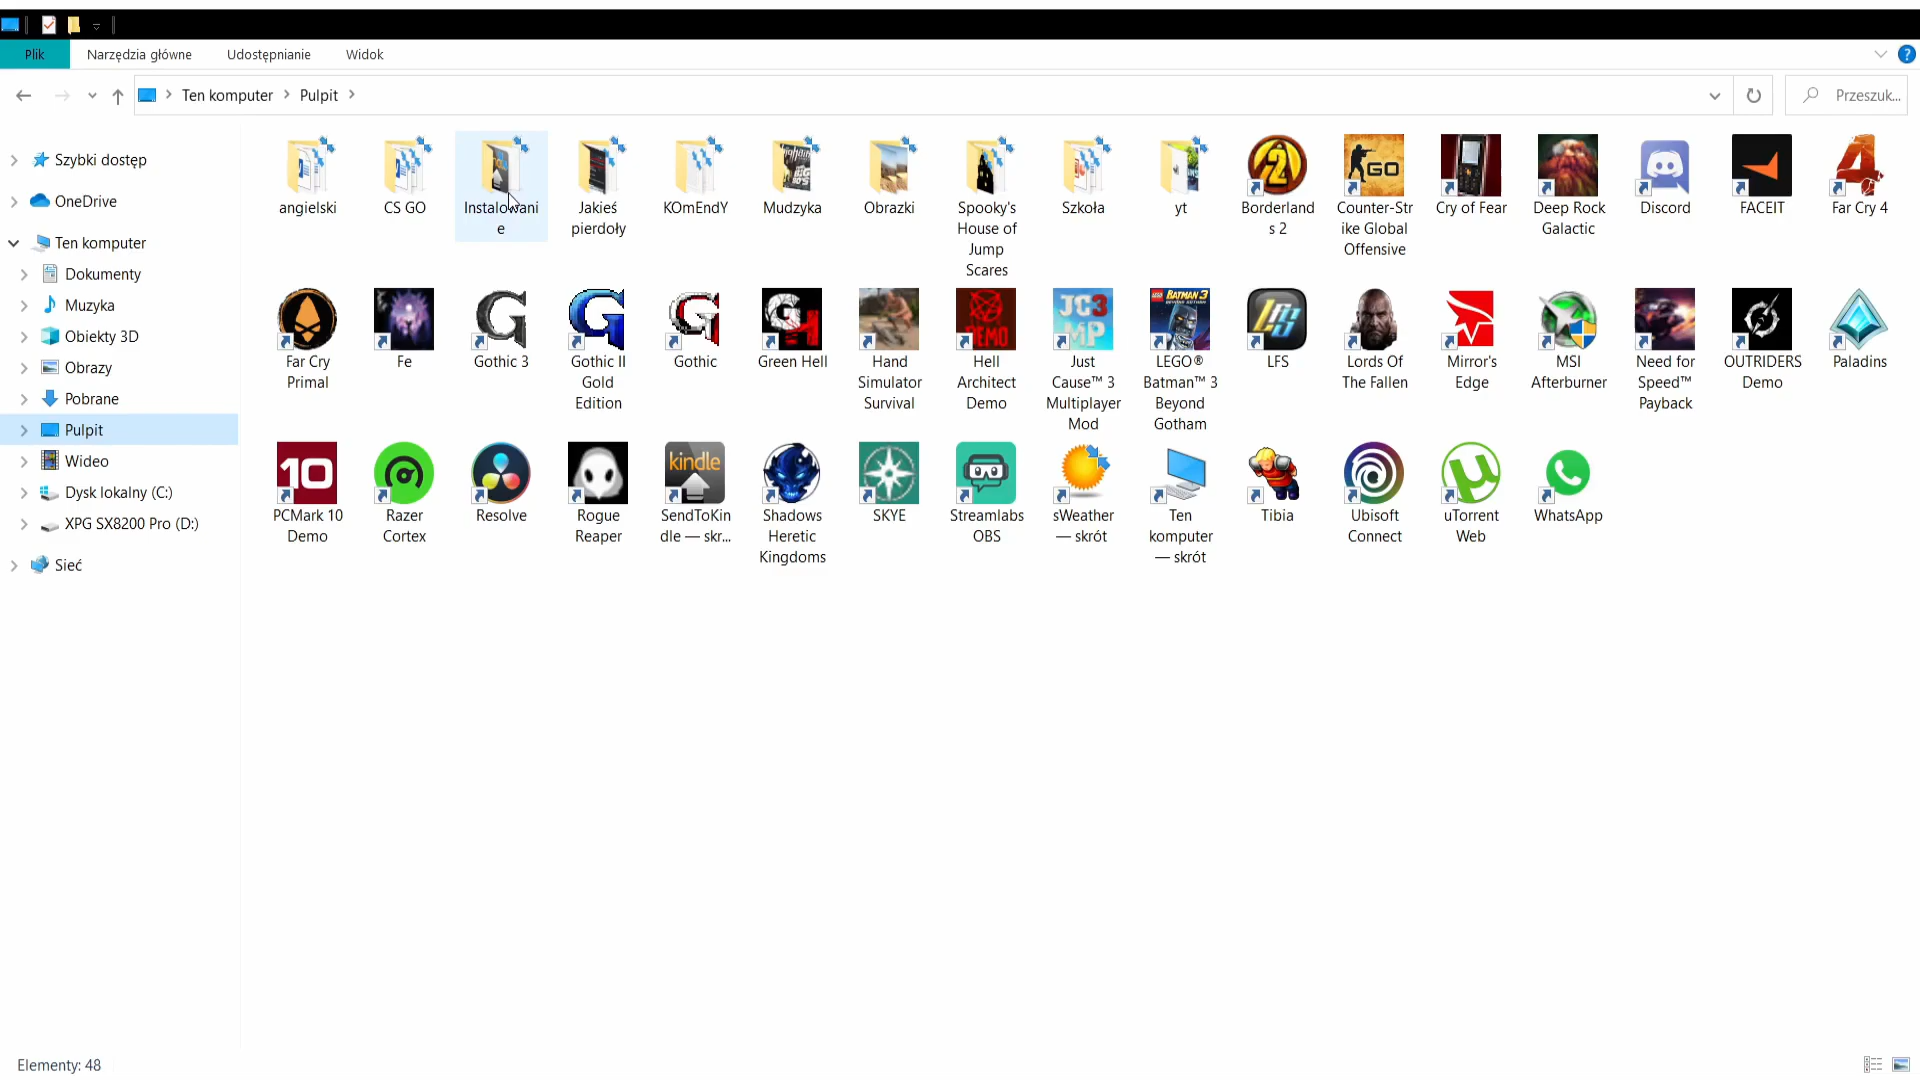 Plik Narzędzia główne Udostępnianie Widok
Ten komputer Pulpit Przeszuk...
Szybki dostęp
OneDrive
Ten komputer
Dokumenty
Muzyka
Obiekty 3D
Obrazy
Pobrane
Pulpit
Wideo
Dysk lokalny (C:)
XPG SX8200 Pro (D:)
Sieć
angielski
CS GO
Instalowani
e
Jakieś
pierdoły
KOmEndY
Mudzyka
Obrazki
Spooky's
House of
Jump
Scares
Szkoła
yt
Borderland
s 2
Counter-Str
ike Global
Offensive
Cry of Fear
Deep Rock
Galactic
Discord
FACEIT
Far Cry 4
Far Cry
Primal
Fe
Gothic 3
Gothic II
Gold
Edition
Gothic
Green Hell
Hand
Simulator
Survival
Hell
Architect
Demo
Just
Cause™ 3
Multiplayer
Mod
LEGO®
Batman™ 3
Beyond
Gotham
LFS
Lords Of
The Fallen
Mirror's
Edge
MSI
Afterburner
Need for
Speed™
Payback
OUTRIDERS
Demo
Paladins
PCMark 10
Demo
Razer
Cortex
Resolve
Rogue
Reaper
SendToKin
dle — skr...
Shadows
Heretic
Kingdoms
SKYE
Streamlabs
OBS
sWeather
— skrót
Ten
komputer
— skrót
Tibia
Ubisoft
Connect
uTorrent
Web
WhatsApp
Elementy: 48